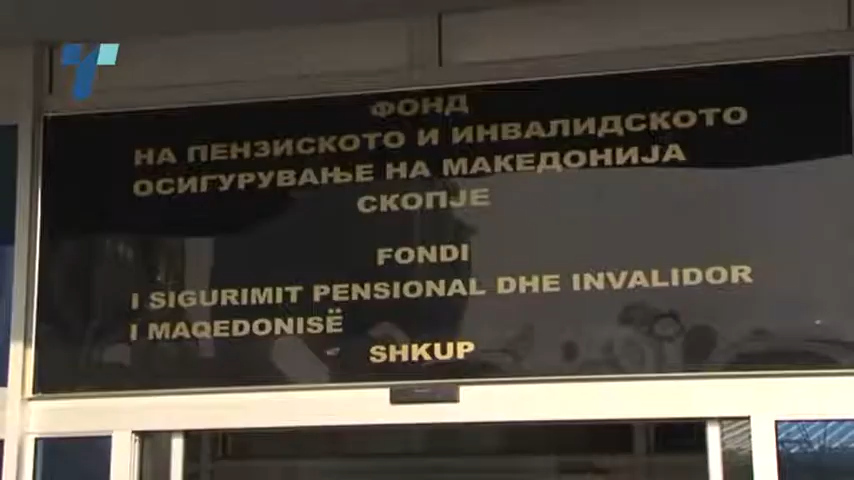 ФОНД
НА ПЕНЗИСКОТО И ИНВАЛИДСКОТО
ОСИГУРУВАЊЕ НА МАКЕДОНИЈА
СКОПЈЕ
FONDI
I SIGURIMIT PENSIONAL DHE INVALIDOR
I MAQEDONISË
SHKUP